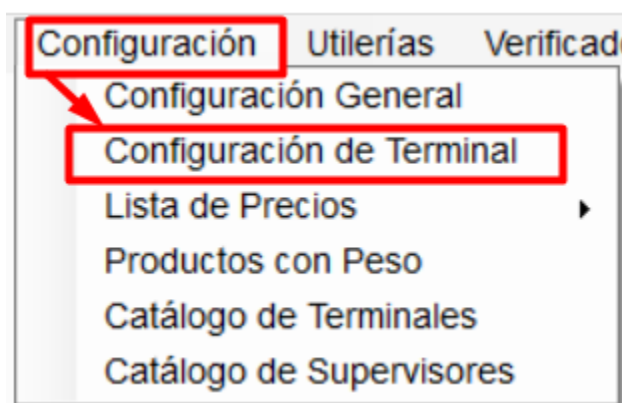 Configuración Utilerías Verificad
Configuración General
Configuración de Terminal
Lista de Precios
Productos con Peso
Catálogo de Terminales
Catálogo de Supervisores